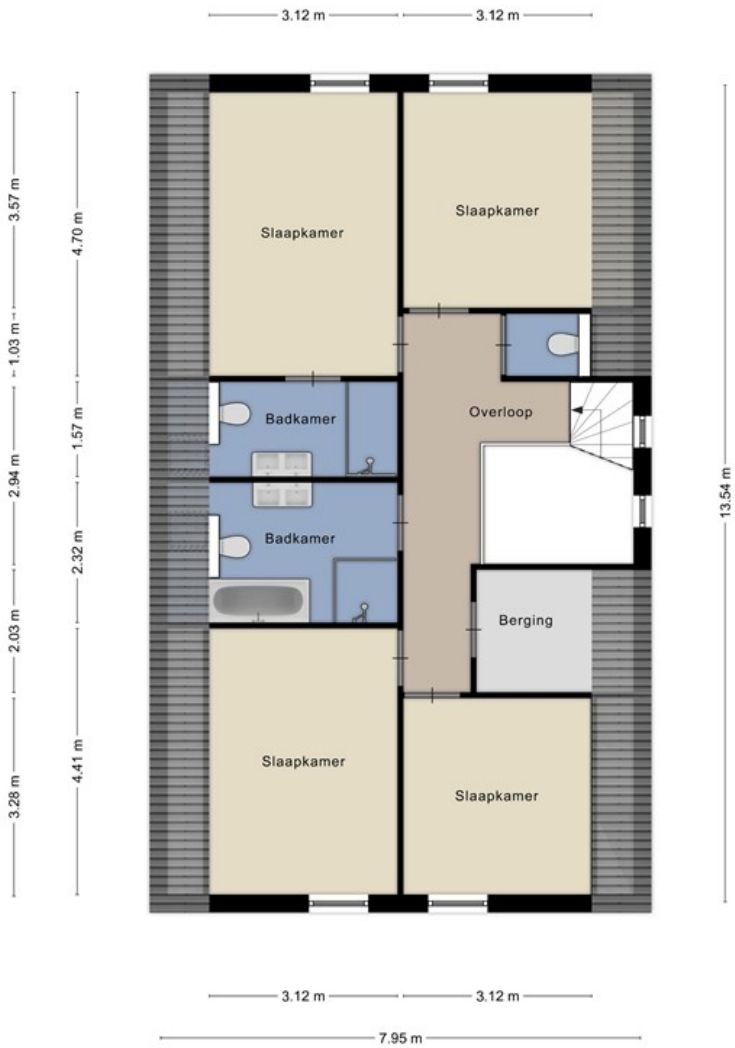 3.12 m
3.12 m
3.57 m
4.70 m
Slaapkamer
Slaapkamer
1.03 m
Badkamer
Overloop
1.57 m
2.94 m
13.54 m
Badkamer
2.32 m
Berging
2.03 m
Slaapkamer
4.41 m
Slaapkamer
3.28 m
3.12 m
3.12 m
7.95 m